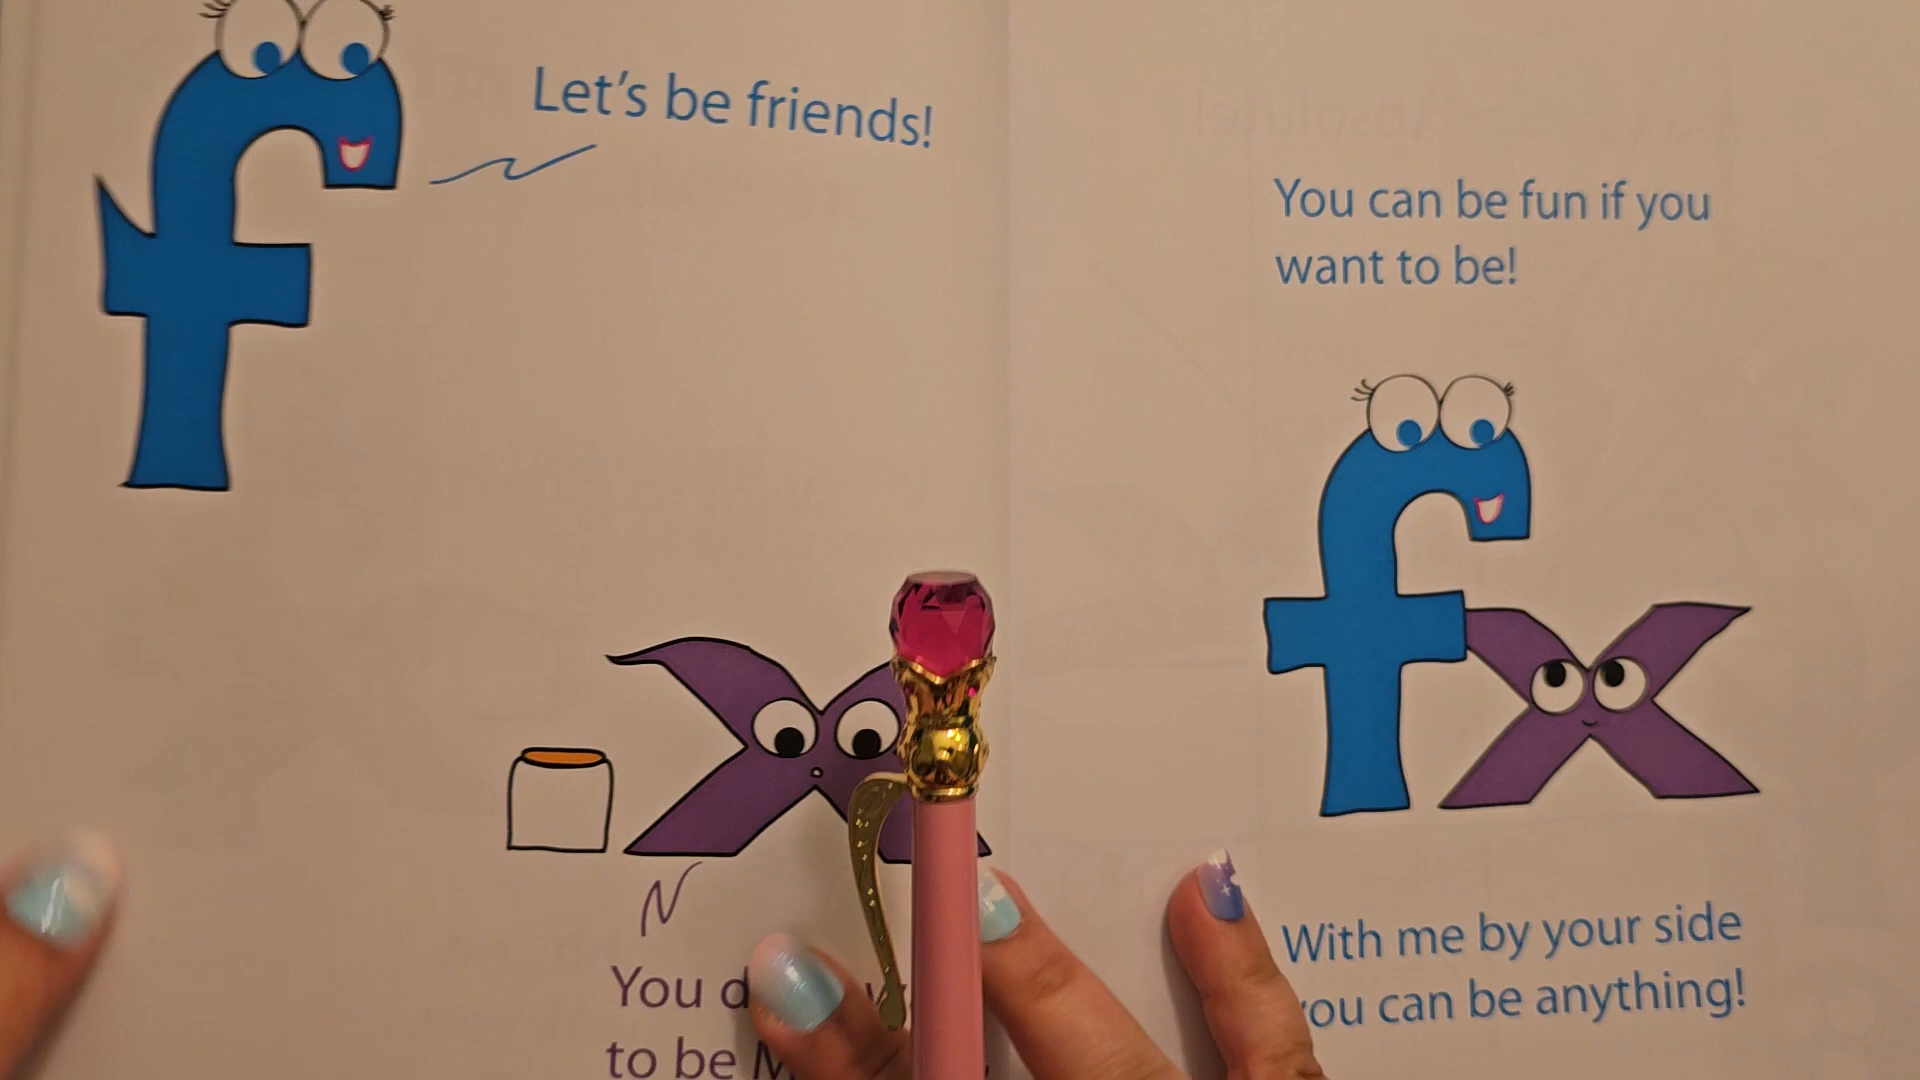 Let's be friends!
You
to be
You can be fun if you
want to be!
With me by your side
you can be anything!